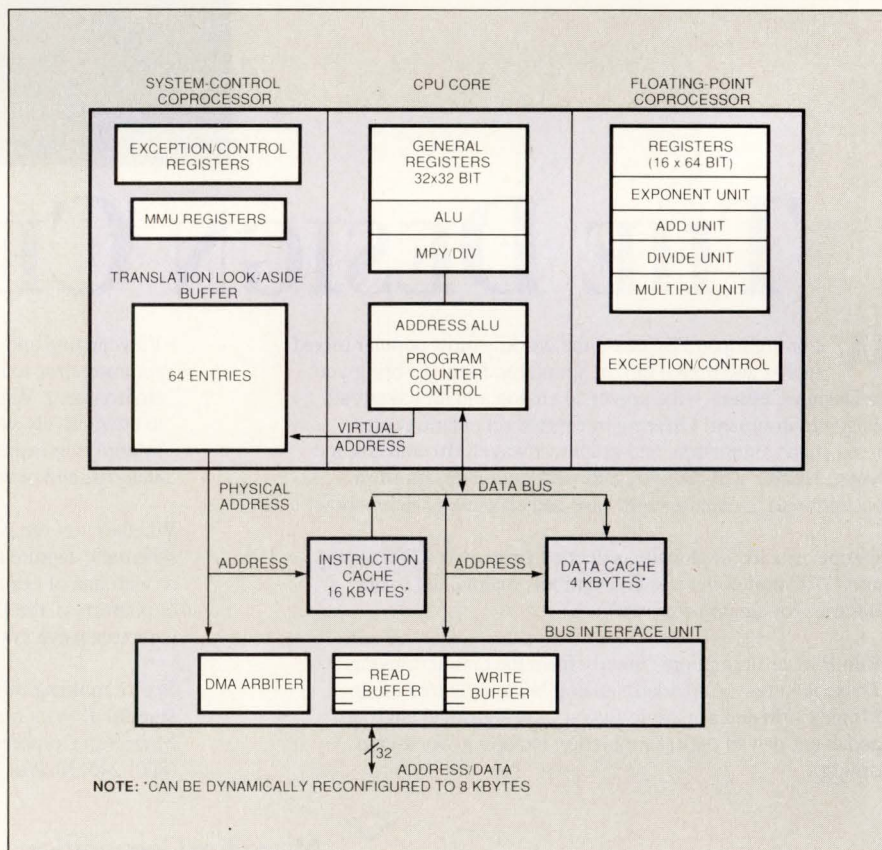 SYSTEM-CONTROL
COPROCESSOR
CPU CORE
FLOATING-POINT
COPROCESSOR
EXCEPTION/CONTROL
REGISTERS
MMU REGISTERS
TRANSLATION LOOK-ASIDE
BUFFER
64 ENTRIES
GENERAL
REGISTERS
32x32 BIT
ALU
MPY/DIV
ADDRESS ALU
PROGRAM
COUNTER
CONTROL
REGISTERS
(16 x 64 BIT)
EXPONENT UNIT
ADD UNIT
DIVIDE UNIT
MULTIPLY UNIT
EXCEPTION/CONTROL
VIRTUAL
ADDRESS
PHYSICAL
ADDRESS
DATA BUS
ADDRESS
INSTRUCTION
CACHE
16 KBYTES*
ADDRESS
DATA CACHE
4 KBYTES*
BUS INTERFACE UNIT
DMA ARBITER
READ
BUFFER
WRITE
BUFFER
32
ADDRESS/DATA
NOTE: *CAN BE DYNAMICALLY RECONFIGURED TO 8 KBYTES